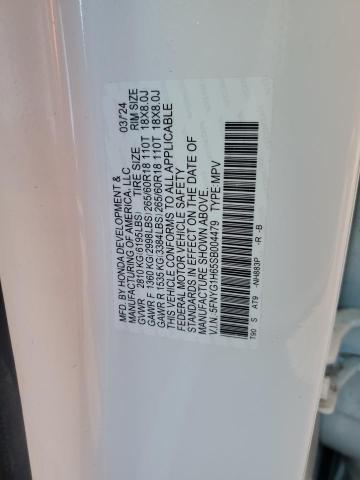 MFD. BY HONDA DEVELOPMENT & 03/24
MANUFACTURING OF AMERICA, LLC
GVWR 2810 KG/6195LBS TIRE SIZE RIM SIZE
GAWR F 1360 KG/2998LBS 265/60R18 110T 18X8.0J
GAWR R 1535 KG/3384LBS 265/60R18 110T 18X8.0J
THIS VEHICLE CONFORMS TO ALL APPLICABLE
FEDERAL MOTOR VEHICLE SAFETY
STANDARDS IN EFFECT ON THE DATE OF
MANUFACTURE SHOWN ABOVE.
V.I.N. 5FNYG1H65SB004479 TYPE MPV
T90 S A79 -NH883P -R -B